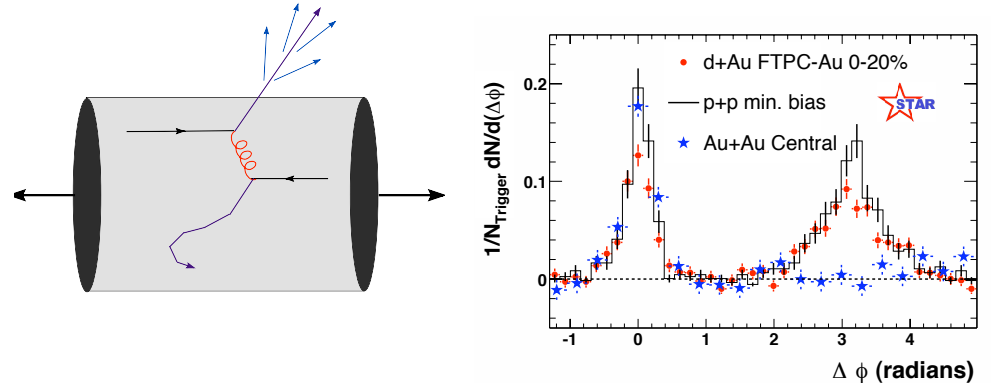 1/N_Trigger dN/d(Δφ)
d+Au FTPC-Au 0-20%
p+p min. bias
Au+Au Central
STAR
0.2
0.1
0
-1 0 1 2 3 4
Δ φ (radians)